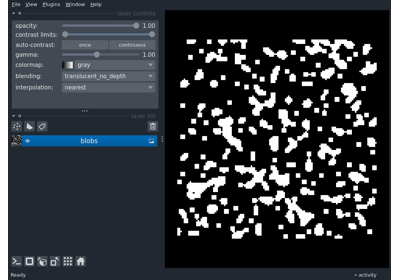 File View Plugins Window Help
layer controls
opacity: 1.00
contrast limits:
auto-contrast: once continuous
gamma: 1.00
colormap: gray
blending: translucent_no_depth
interpolation: nearest
layer list
blobs
Ready activity